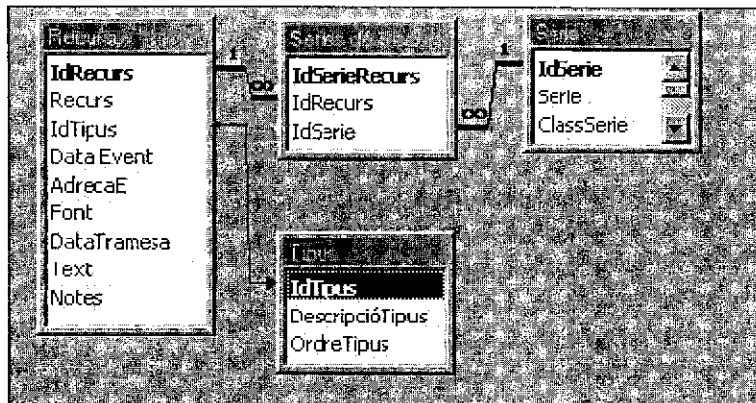 1
IdRecurs
Recurs
IdTipus
Data Event
AdrecaE
Font
DataTramesa
Text
Notes
∞
IdSerieRecurs
IdRecurs
IdSerie
∞
1
IdSerie
Serie
ClassSerie
IdTipus
DescripcióTipus
OrdreTipus